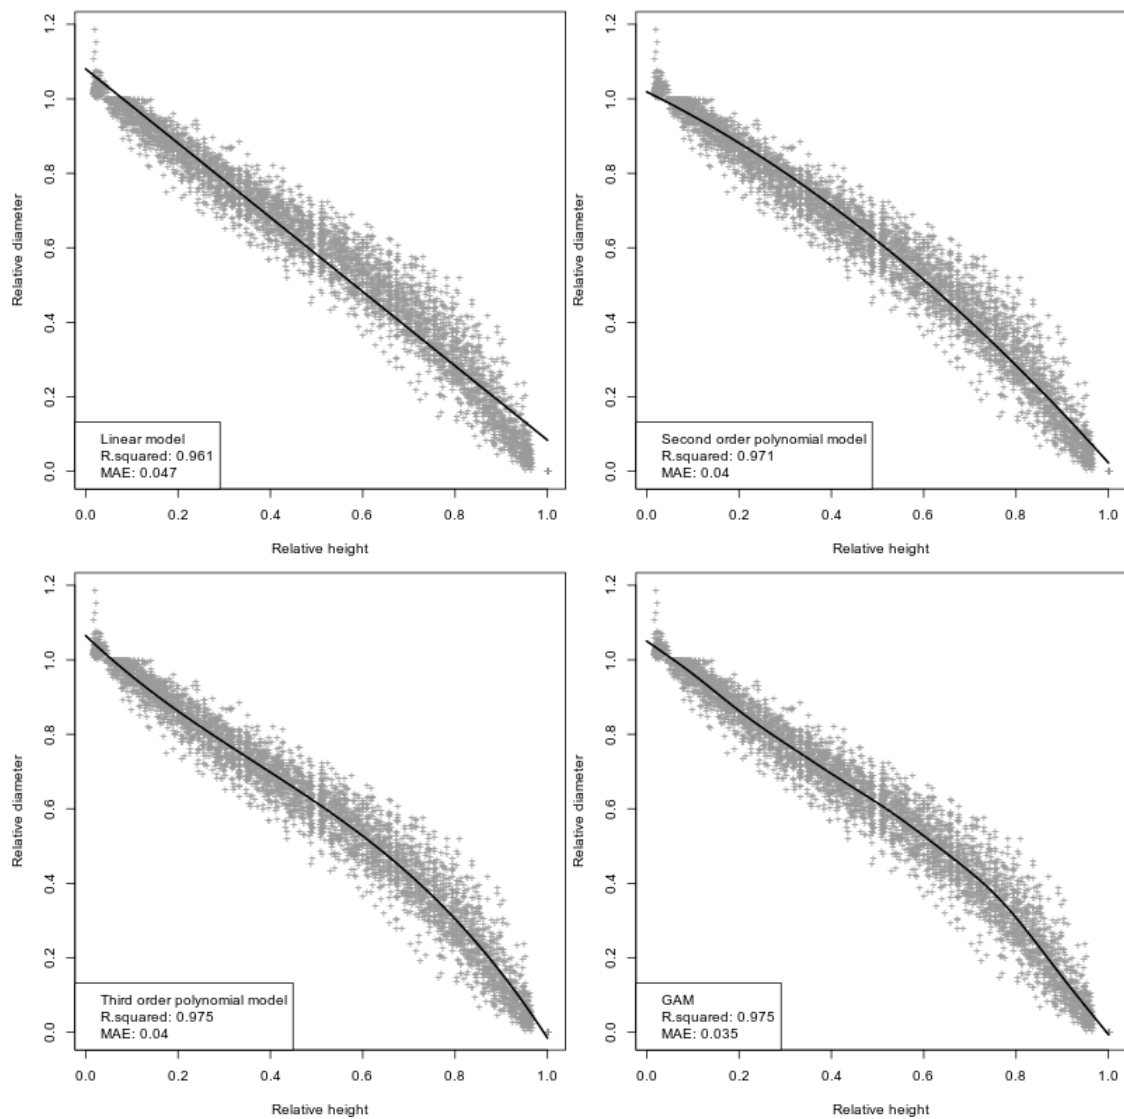 1.2
1.0
0.8
0.6
0.4
0.2
0.0
Relative diameter
Linear model
R.squared: 0.961
MAE: 0.047
0.0 0.2 0.4 0.6 0.8 1.0
Relative height
1.2
1.0
0.8
0.6
0.4
0.2
0.0
Relative diameter
Second order polynomial model
R.squared: 0.971
MAE: 0.04
0.0 0.2 0.4 0.6 0.8 1.0
Relative height
1.2
1.0
0.8
0.6
0.4
0.2
0.0
Relative diameter
Third order polynomial model
R.squared: 0.975
MAE: 0.04
0.0 0.2 0.4 0.6 0.8 1.0
Relative height
1.2
1.0
0.8
0.6
0.4
0.2
0.0
Relative diameter
GAM
R.squared: 0.975
MAE: 0.035
0.0 0.2 0.4 0.6 0.8 1.0
Relative height